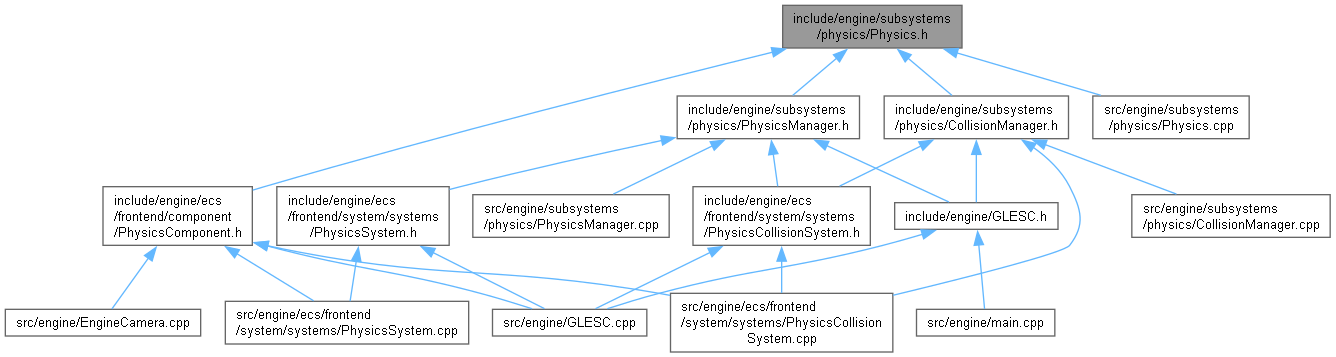 include/engine/subsystems
/physics/Physics.h
include/engine/subsystems
/physics/PhysicsManager.h
include/engine/subsystems
/physics/CollisionManager.h
src/engine/subsystems
/physics/Physics.cpp
include/engine/ecs
/frontend/component
/PhysicsComponent.h
include/engine/ecs
/frontend/system/systems
/PhysicsSystem.h
src/engine/subsystems
/physics/PhysicsManager.cpp
include/engine/ecs
/frontend/system/systems
/PhysicsCollisionSystem.h
include/engine/GLESC.h
src/engine/subsystems
/physics/CollisionManager.cpp
src/engine/EngineCamera.cpp
src/engine/ecs/frontend
/system/systems/PhysicsSystem.cpp
src/engine/GLESC.cpp
src/engine/ecs/frontend
/system/systems/PhysicsCollision
System.cpp
src/engine/main.cpp